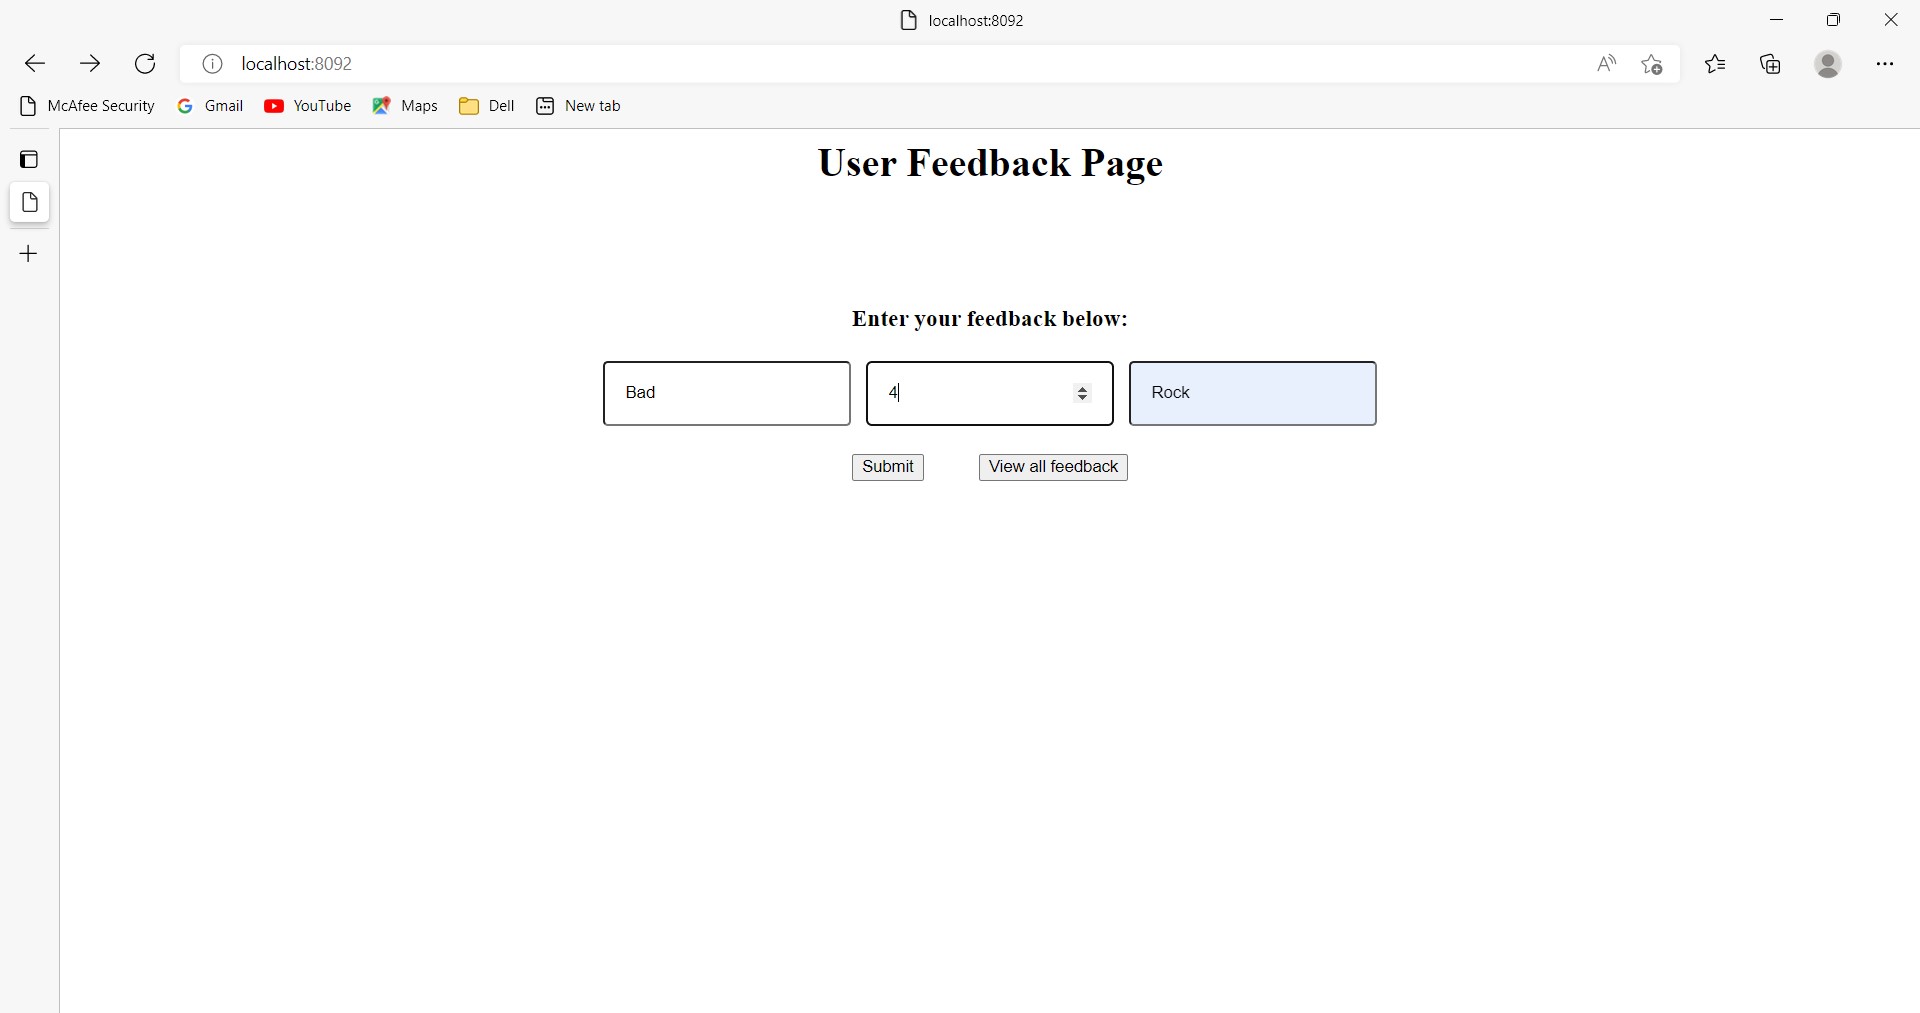 localhost:8092
localhost:8092
McAfee Security Gmail YouTube Maps Dell New tab
User Feedback Page
Enter your feedback below:
Bad 4 Rock
Submit View all feedback